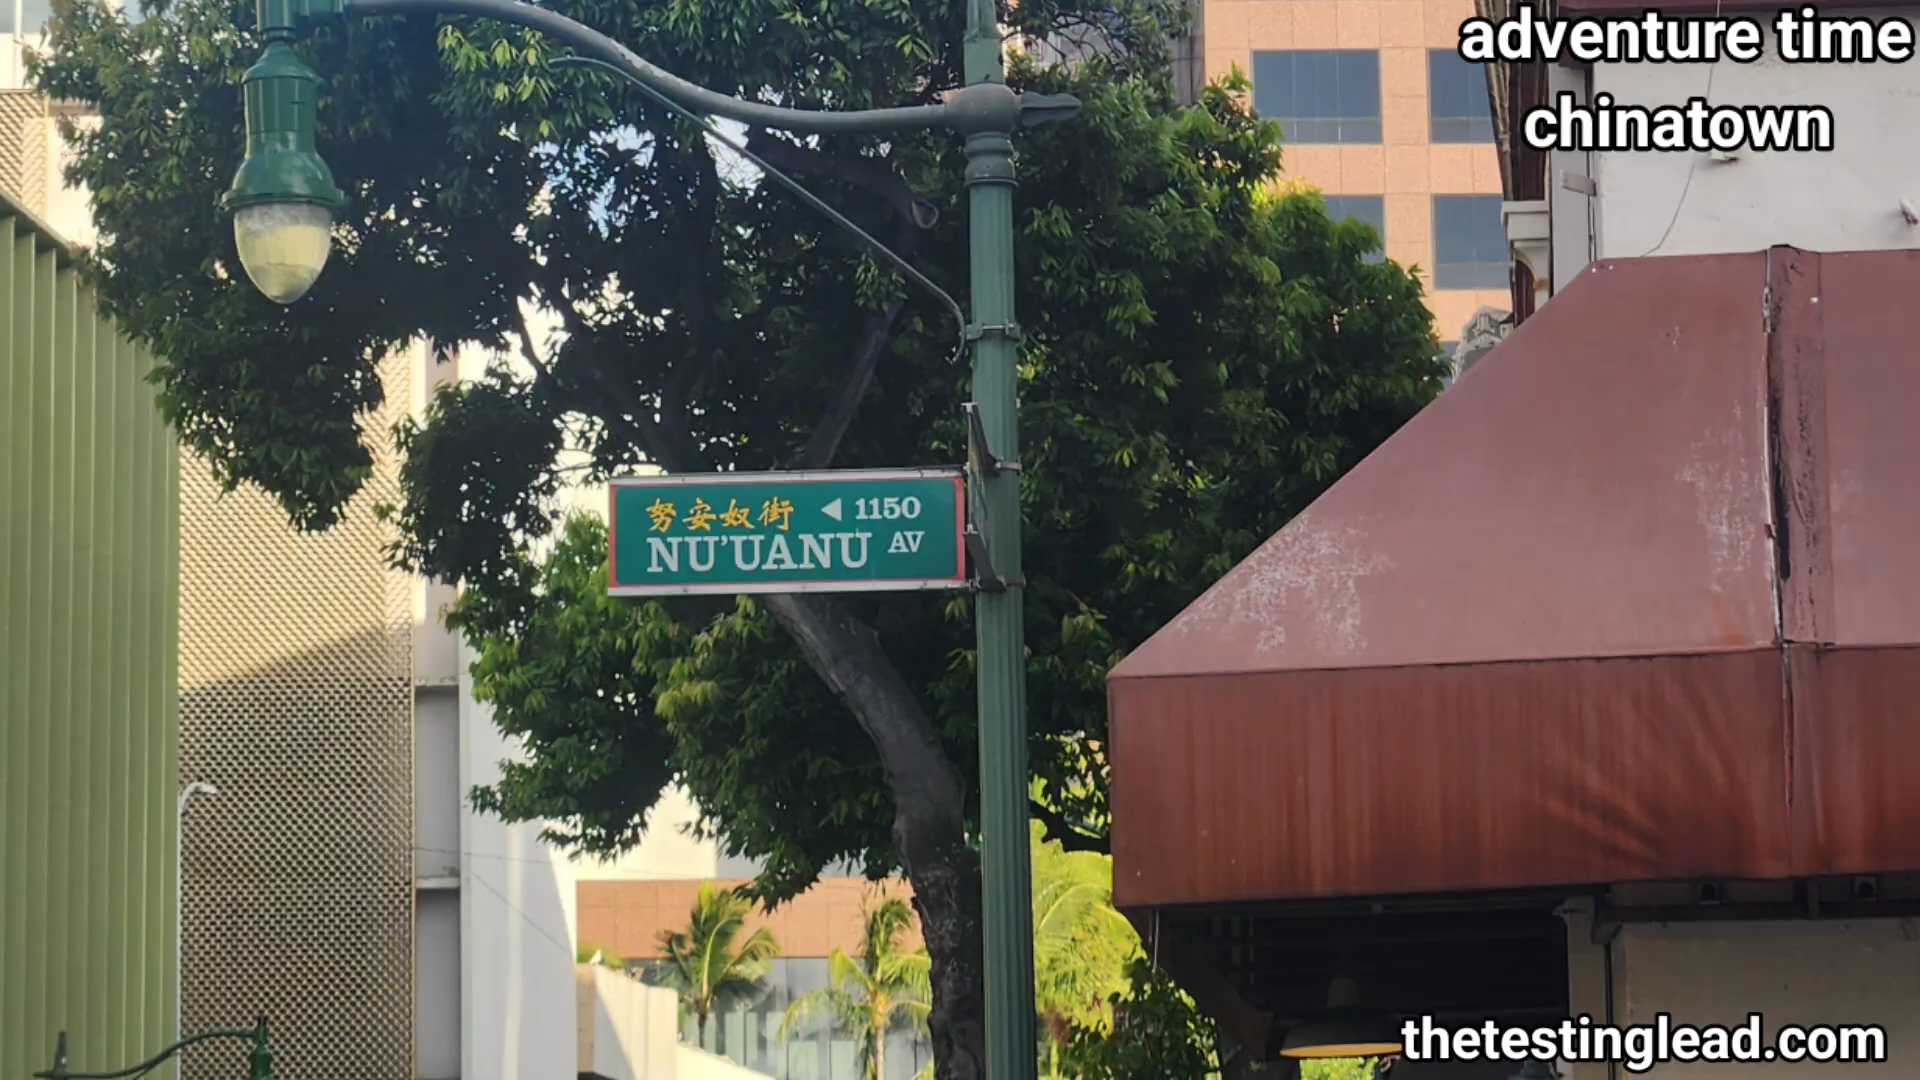 adventure time
chinatown
努安奴街 ◀ 1150
NU'UANU AV
thetestinglead.com